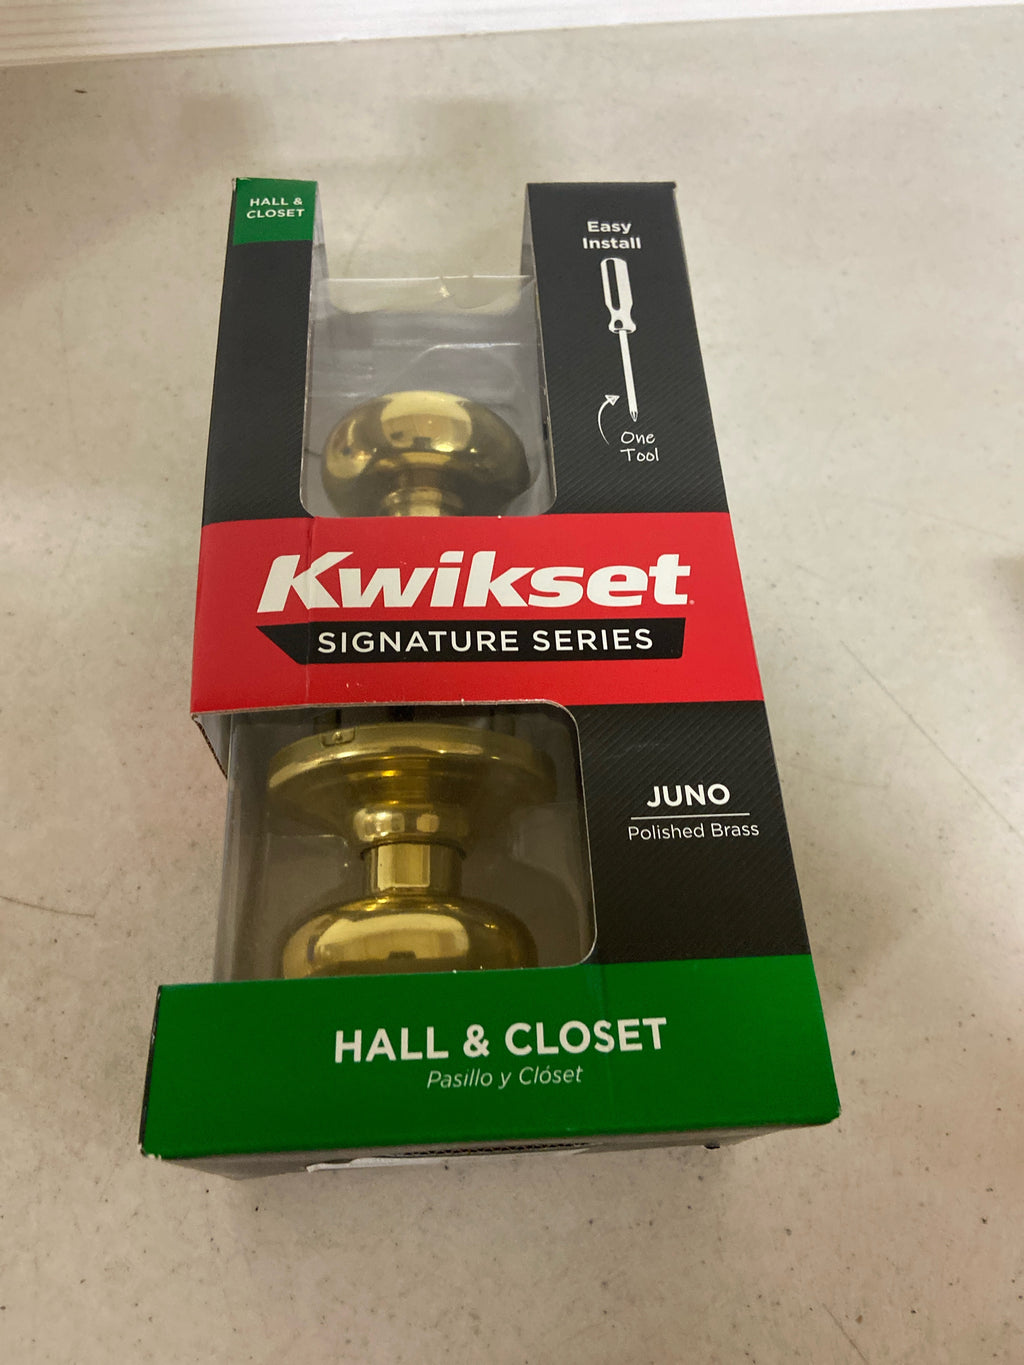 HALL &
CLOSET
Easy
Install
One
Tool
Kwikset
SIGNATURE SERIES
JUNO
Polished Brass
HALL & CLOSET
Pasillo y Clóset